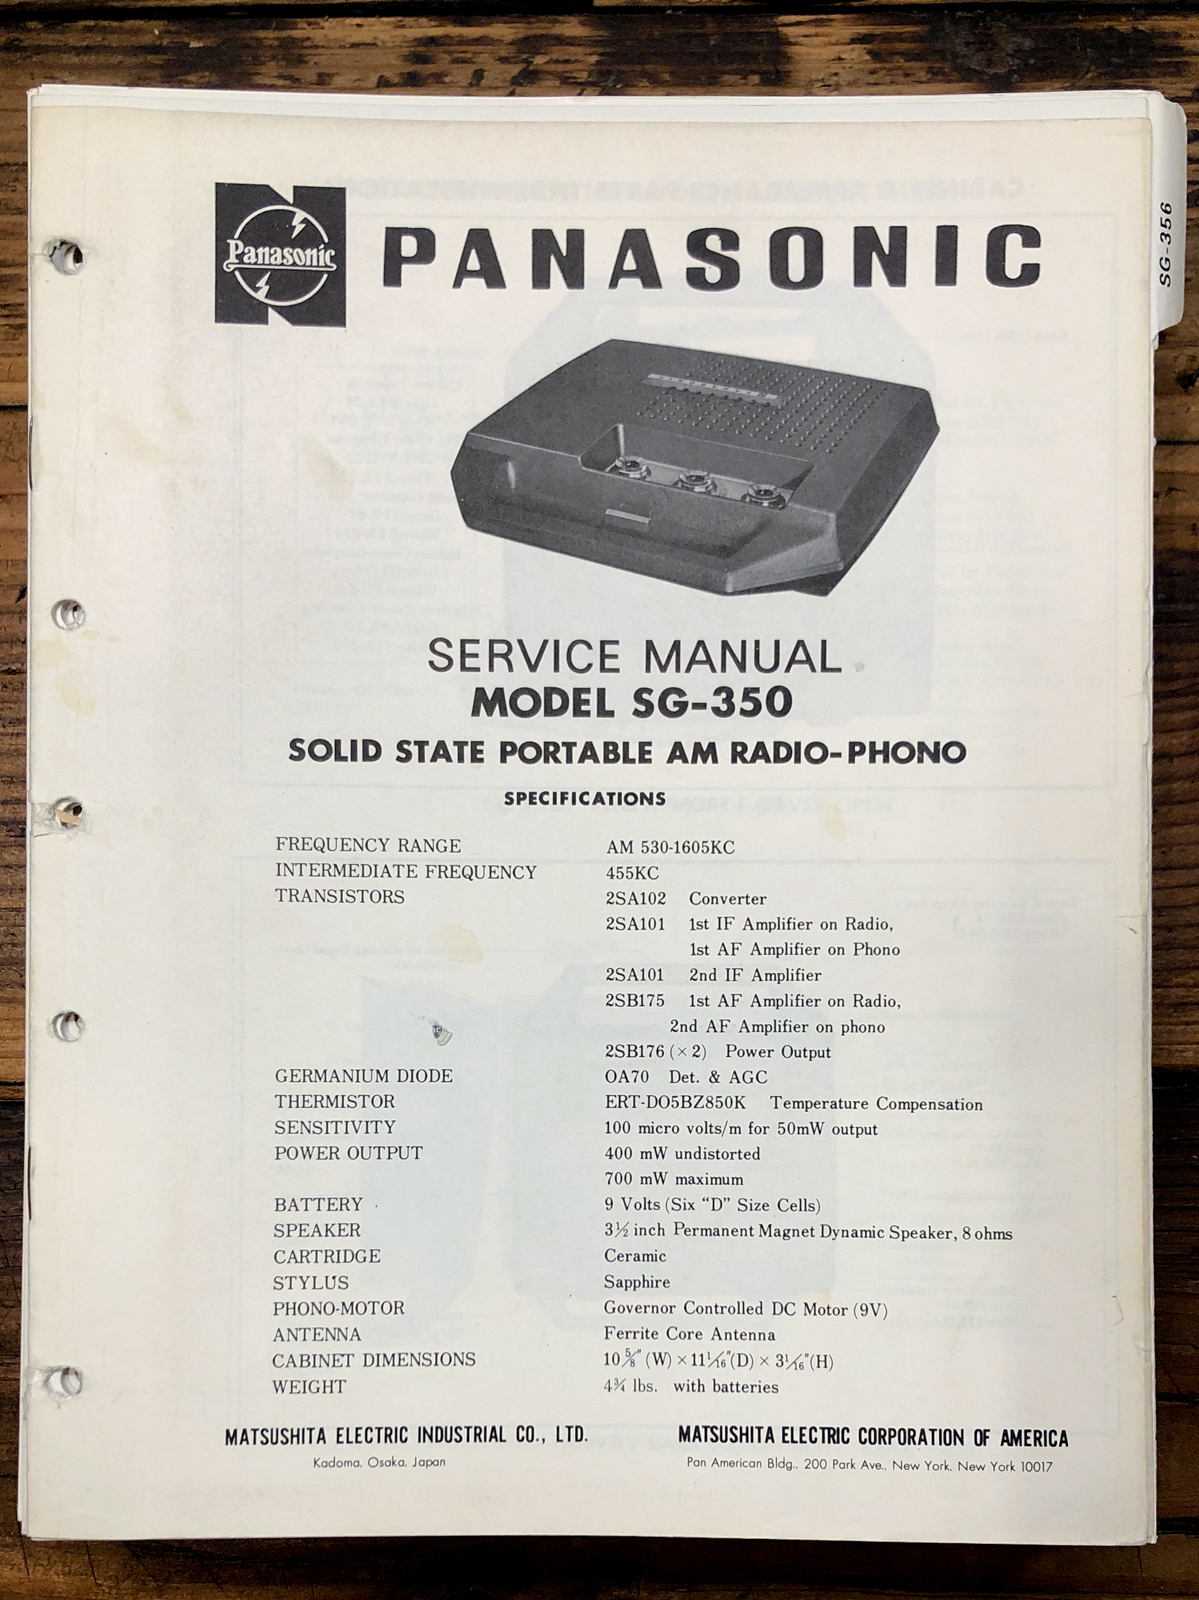 SG-356
Panasonic
PANASONIC
SERVICE MANUAL
MODEL SG-350
SOLID STATE PORTABLE AM RADIO-PHONO
SPECIFICATIONS
FREQUENCY RANGE AM 530-1605KC
INTERMEDIATE FREQUENCY 455KC
TRANSISTORS 2SA102 Converter
2SA101 1st IF Amplifier on Radio,
1st AF Amplifier on Phono
2SA101 2nd IF Amplifier
2SB175 1st AF Amplifier on Radio,
2nd AF Amplifier on phono
2SB176 (×2) Power Output
GERMANIUM DIODE OA70 Det. & AGC
THERMISTOR ERT-DO5BZ850K Temperature Compensation
SENSITIVITY 100 micro volts/m for 50mW output
POWER OUTPUT 400 mW undistorted
700 mW maximum
BATTERY 9 Volts (Six "D" Size Cells)
SPEAKER 3½ inch Permanent Magnet Dynamic Speaker, 8 ohms
CARTRIDGE Ceramic
STYLUS Sapphire
PHONO-MOTOR Governor Controlled DC Motor (9V)
ANTENNA Ferrite Core Antenna
CABINET DIMENSIONS 10⅝" (W) × 11 1/16" (D) × 3 1/16" (H)
WEIGHT 4¾ lbs. with batteries
MATSUSHITA ELECTRIC INDUSTRIAL CO., LTD.
Kadoma, Osaka, Japan
MATSUSHITA ELECTRIC CORPORATION OF AMERICA
Pan American Bldg., 200 Park Ave., New York, New York 10017